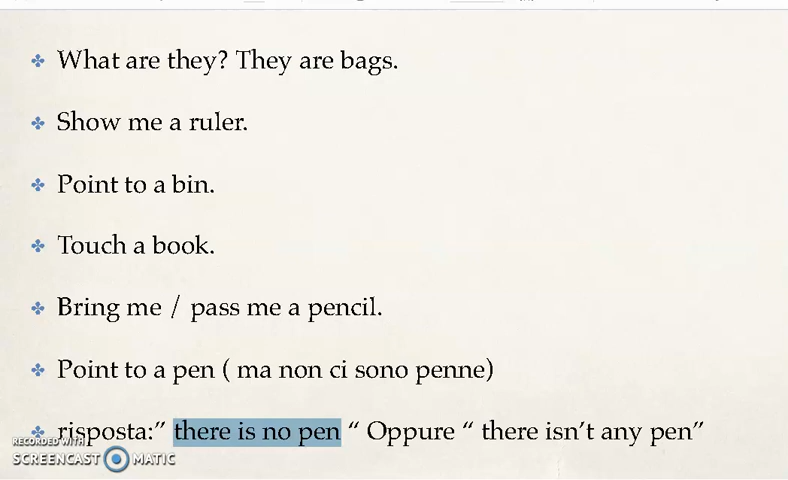 What are they? They are bags.
Show me a ruler.
Point to a bin.
Touch a book.
Bring me / pass me a pencil.
Point to a pen ( ma non ci sono penne)
risposta:” there is no pen “ Oppure “ there isn’t any pen”
RECORDED WITH
SCREENCAST MATIC